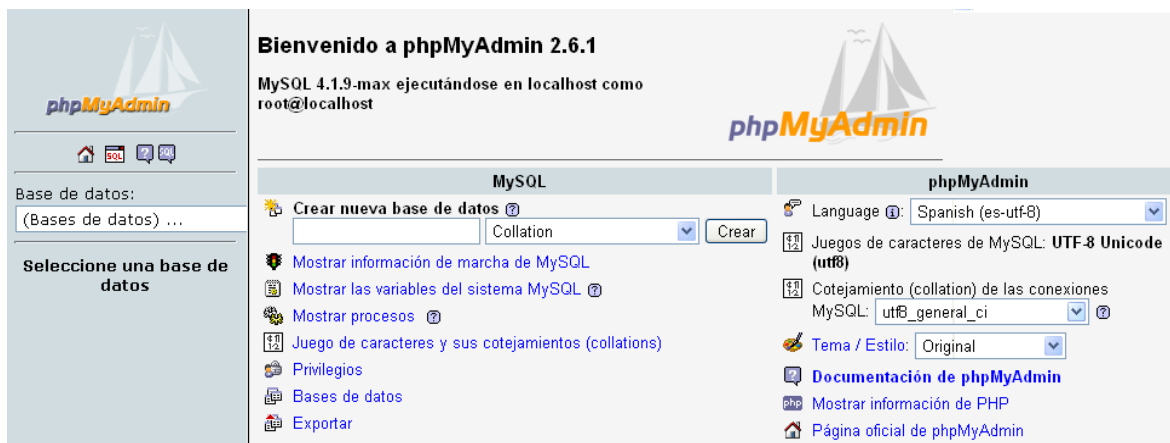 phpMyAdmin
SQL
Base de datos:
(Bases de datos) ...
Seleccione una base de
datos
Bienvenido a phpMyAdmin 2.6.1
MySQL 4.1.9-max ejecutándose en localhost como
root@localhost
phpMyAdmin
MySQL
Crear nueva base de datos
Collation
Crear
Mostrar información de marcha de MySQL
Mostrar las variables del sistema MySQL
Mostrar procesos
Juego de caracteres y sus cotejamientos (collations)
Privilegios
Bases de datos
Exportar
phpMyAdmin
Language : Spanish (es-utf-8)
Juegos de caracteres de MySQL: UTF-8 Unicode
(utf8)
Cotejamiento (collation) de las conexiones
MySQL: utf8_general_ci
Tema / Estilo: Original
Documentación de phpMyAdmin
php Mostrar información de PHP
Página oficial de phpMyAdmin